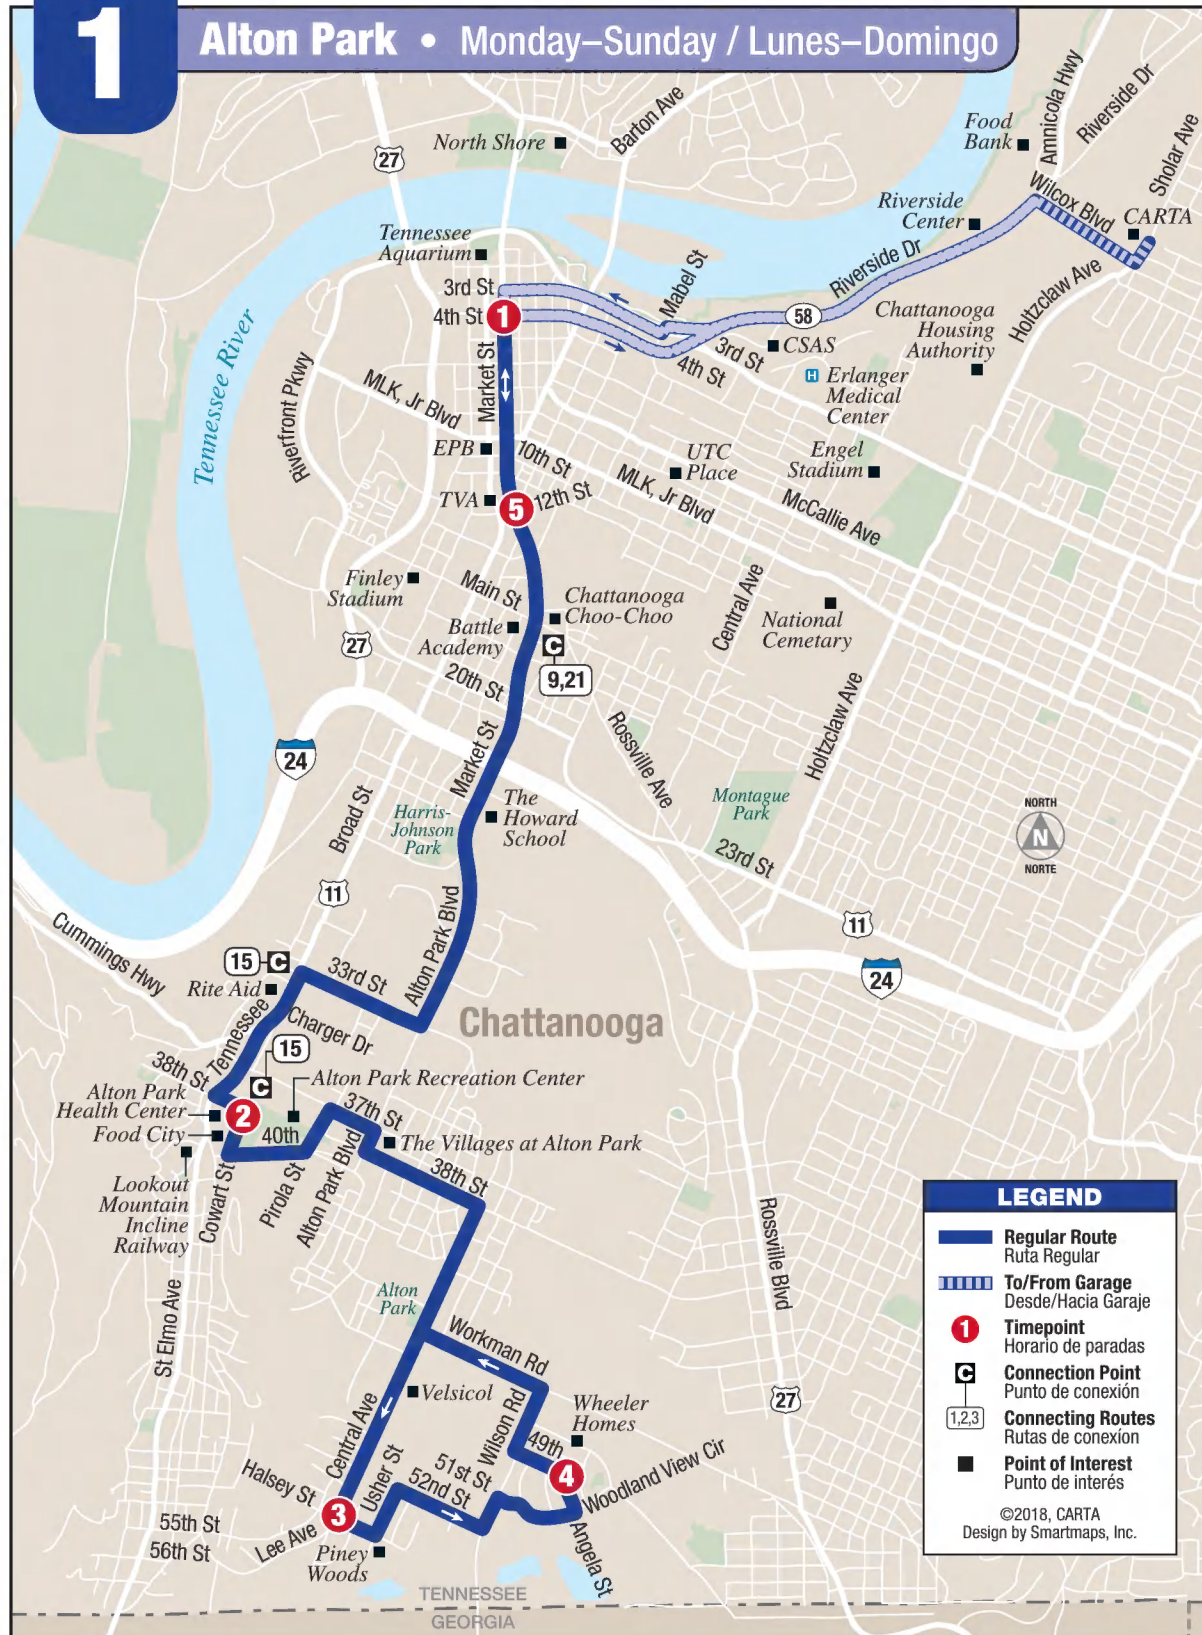 1
Alton Park • Monday–Sunday / Lunes–Domingo
27
North Shore
Barton Ave
Food
Bank
Amnicola Hwy
Riverside Dr
Sholar Ave
Wilcox Blvd
CARTA
Riverside
Center
Riverside Dr
Holtzclaw Ave
Tennessee
Aquarium
3rd St
4th St
1
Mabel St
58
3rd St
4th St
CSAS
H
Erlanger
Medical
Center
Chattanooga
Housing
Authority
Tennessee River
Riverfront Pkwy
Market St
MLK, Jr Blvd
EPB
10th St
TVA
5
12th St
UTC
Place
MLK, Jr Blvd
Engel
Stadium
McCallie Ave
Finley
Stadium
Main St
Chattanooga
Choo-Choo
Battle
Academy
C
9,21
Central Ave
National
Cemetary
27
20th St
24
Market St
Rossville Ave
Holtzclaw Ave
Broad St
Harris-
Johnson
Park
The
Howard
School
Montague
Park
23rd St
NORTH
N
NORTE
11
11
24
Cummings Hwy
15
C
Rite Aid
33rd St
Alton Park Blvd
Chattanooga
Tennessee
Charger Dr
38th St
15
C
Alton Park
Health Center
2
Alton Park Recreation Center
Food City
40th
37th St
The Villages at Alton Park
Lookout
Mountain
Incline
Railway
Cowart St
Pirola St
Alton Park Blvd
38th St
Alton
Park
St Elmo Ave
Workman Rd
Rossville Blvd
27
Velsicol
Central Ave
Wilson Rd
Wheeler
Homes
49th
4
Woodland View Cir
Halsey St
Usher St
51st St
52nd St
3
Angela St
55th St
56th St
Lee Ave
Piney
Woods
TENNESSEE
GEORGIA
LEGEND
Regular Route
Ruta Regular
To/From Garage
Desde/Hacia Garaje
1
Timepoint
Horario de paradas
C
Connection Point
Punto de conexión
1,2,3
Connecting Routes
Rutas de conexíon
Point of Interest
Punto de interés
©2018, CARTA
Design by Smartmaps, Inc.